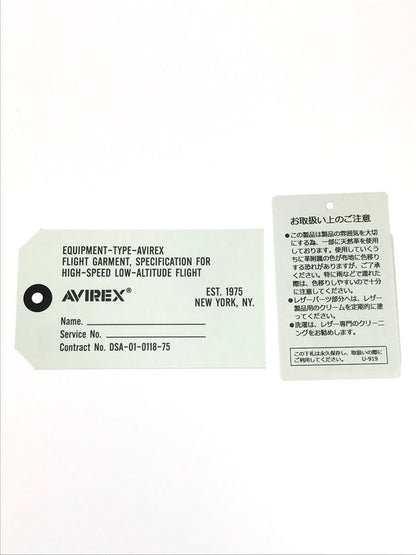 EQUIPMENT-TYPE-AVIREX
FLIGHT GARMENT, SPECIFICATION FOR
HIGH-SPEED LOW-ALTITUDE FLIGHT
AVIREX®
EST. 1975
NEW YORK, NY.
Name.
Service No.
Contract No. DSA-01-0118-75
お取扱い上のご注意
●この製品は製品の雰囲気を大切
にする為、一部に天然革を使用
しております。使用していくう
ちに革附属の色が布地に色移り
する恐れがありますが、ご了承
ください。特に雨などで濡れた
際は、色移りしやすいので十分
に注意してください。
●レザーパーツ部分へは、レザー
製品用のクリームを定期的に塗
ってください。
●洗濯は、レザー専門のクリーニ
ングをお勧めします。
この下札は永久保存し、取扱いの際に
ご利用してください。 U-919